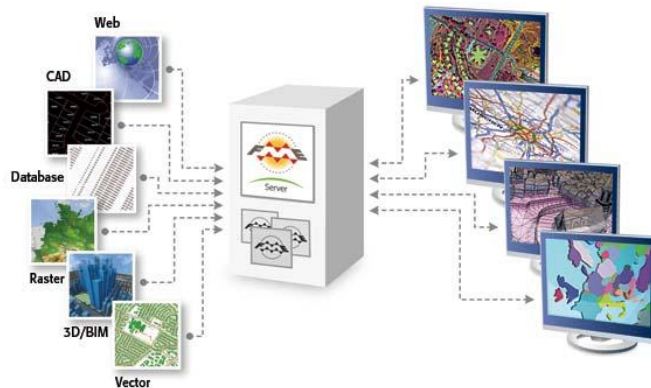 Web
CAD
Database
Raster
3D/BIM
Vector
FME
Server